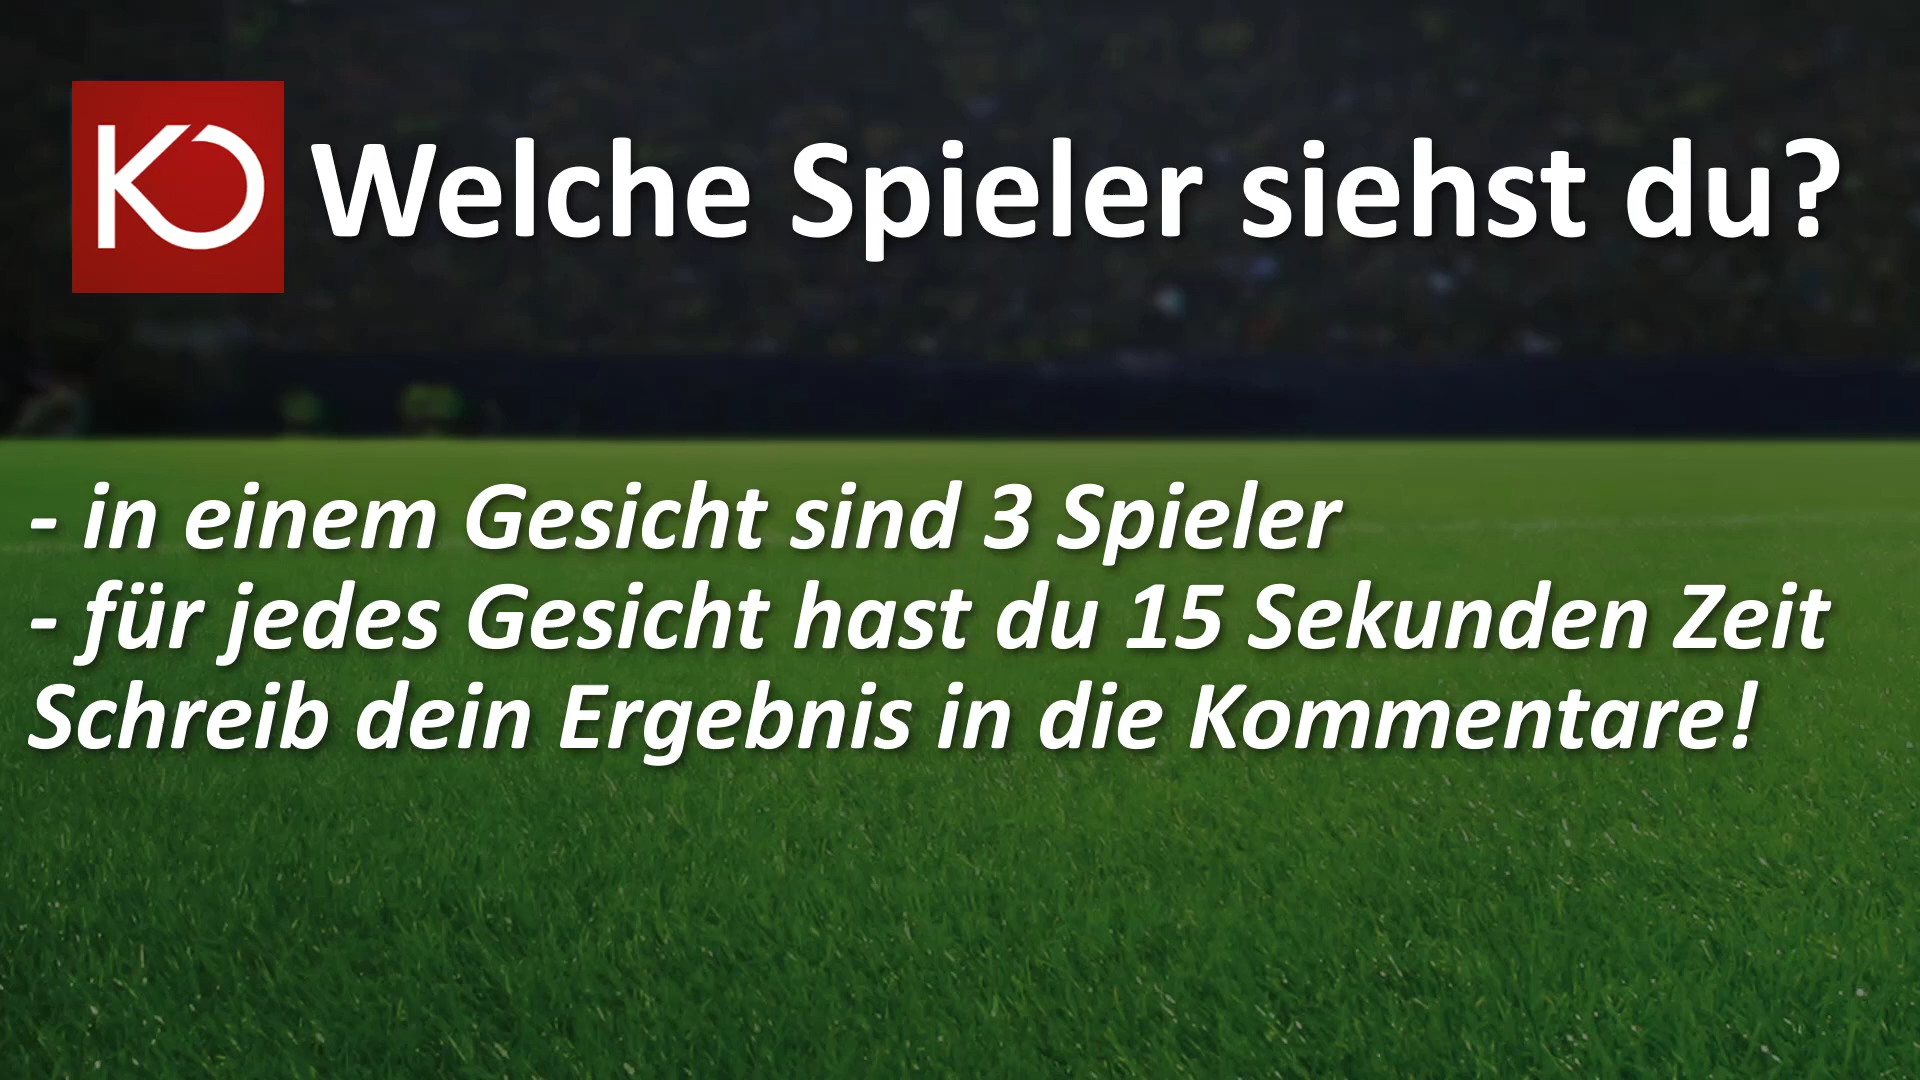 KO
Welche Spieler siehst du?
- in einem Gesicht sind 3 Spieler
- für jedes Gesicht hast du 15 Sekunden Zeit
Schreib dein Ergebnis in die Kommentare!